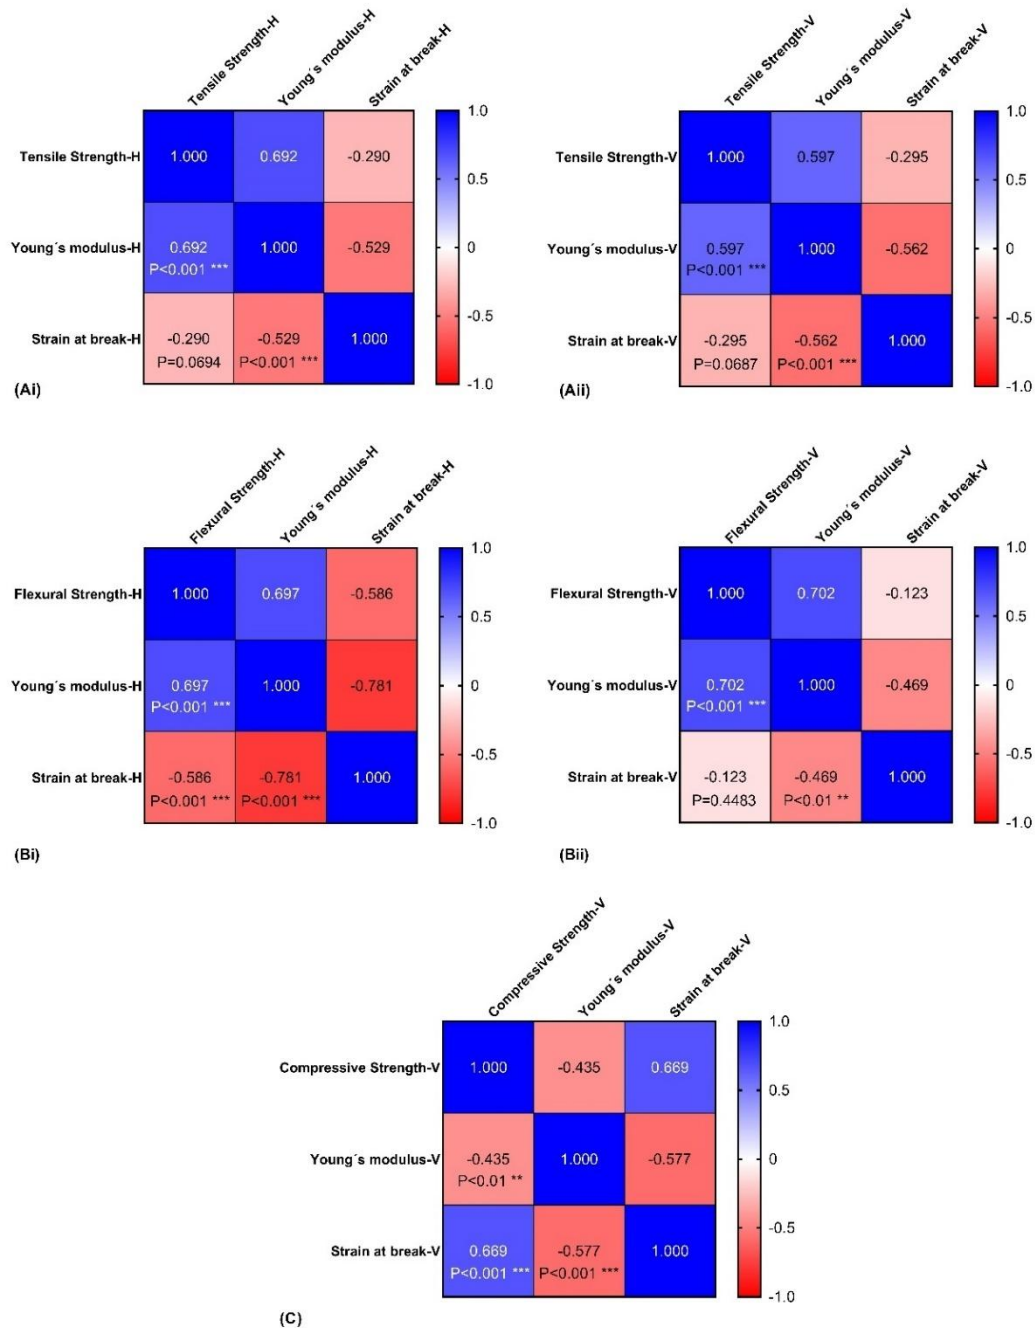 Tensile Strength-H
Young´s modulus-H
Strain at break-H
Tensile Strength-H
1.000
0.692
-0.290
Young´s modulus-H
0.692
P<0.001 ***
1.000
-0.529
Strain at break-H
-0.290
P=0.0694
-0.529
P<0.001 ***
1.000
1.0
0.5
0
-0.5
-1.0
(Ai)
Tensile Strength-V
Young´s modulus-V
Strain at break-V
Tensile Strength-V
1.000
0.597
-0.295
Young´s modulus-V
0.597
P<0.001 ***
1.000
-0.562
Strain at break-V
-0.295
P=0.0687
-0.562
P<0.001 ***
1.000
1.0
0.5
0
-0.5
-1.0
(Aii)
Flexural Strength-H
Young´s modulus-H
Strain at break-H
Flexural Strength-H
1.000
0.697
-0.586
Young´s modulus-H
0.697
P<0.001 ***
1.000
-0.781
Strain at break-H
-0.586
P<0.001 ***
-0.781
P<0.001 ***
1.000
1.0
0.5
0
-0.5
-1.0
(Bi)
Flexural Strength-V
Young´s modulus-V
Strain at break-V
Flexural Strength-V
1.000
0.702
-0.123
Young´s modulus-V
0.702
P<0.001 ***
1.000
-0.469
Strain at break-V
-0.123
P=0.4483
-0.469
P<0.01 **
1.000
1.0
0.5
0
-0.5
-1.0
(Bii)
Compressive Strength-V
Young´s modulus-V
Strain at break-V
Compressive Strength-V
1.000
-0.435
0.669
Young´s modulus-V
-0.435
P<0.01 **
1.000
-0.577
Strain at break-V
0.669
P<0.001 ***
-0.577
P<0.001 ***
1.000
1.0
0.5
0
-0.5
-1.0
(C)